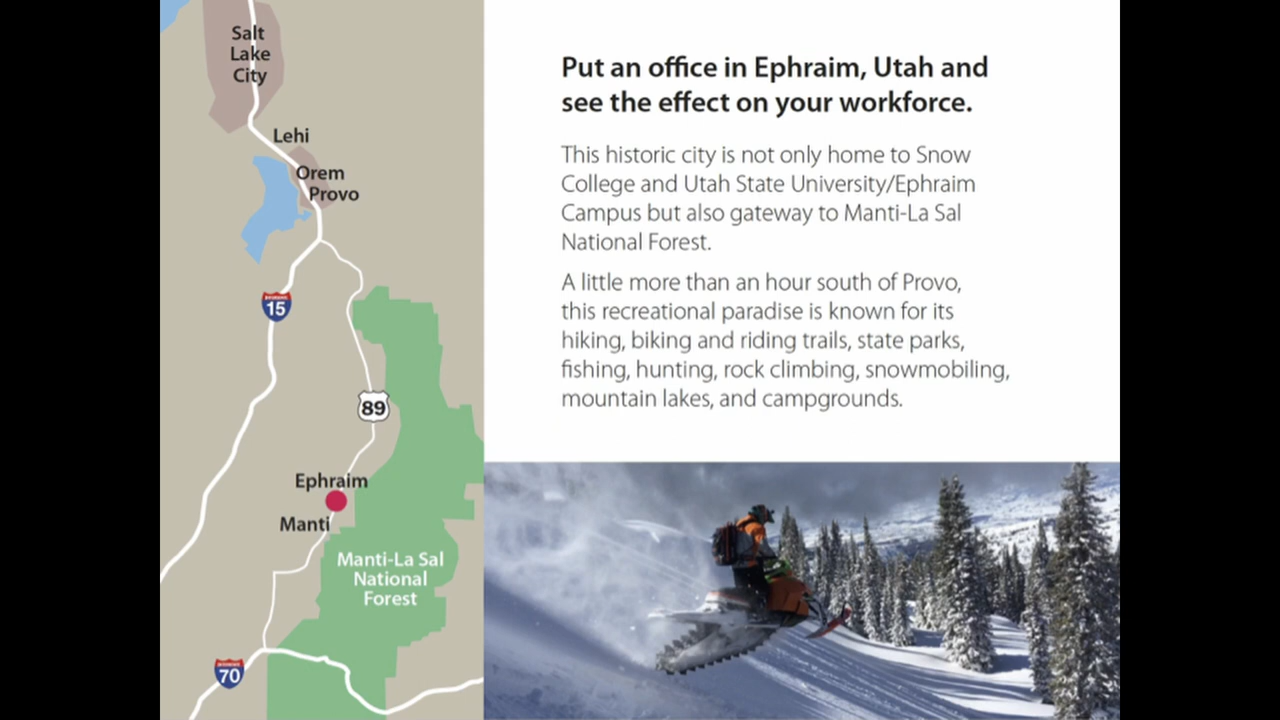 Salt
Lake
City
Lehi
Orem
Provo
15
89
Ephraim
Manti
Manti-La Sal
National
Forest
70
Put an office in Ephraim, Utah and
see the effect on your workforce.
This historic city is not only home to Snow
College and Utah State University/Ephraim
Campus but also gateway to Manti-La Sal
National Forest.
A little more than an hour south of Provo,
this recreational paradise is known for its
hiking, biking and riding trails, state parks,
fishing, hunting, rock climbing, snowmobiling,
mountain lakes, and campgrounds.